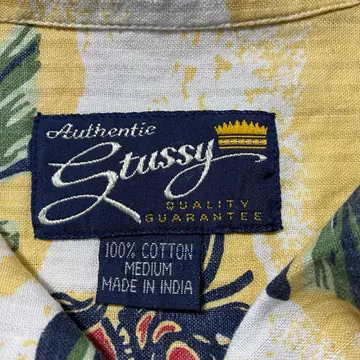 Authentic
Stussy
QUALITY
GUARANTEE
100% COTTON
MEDIUM
MADE IN INDIA